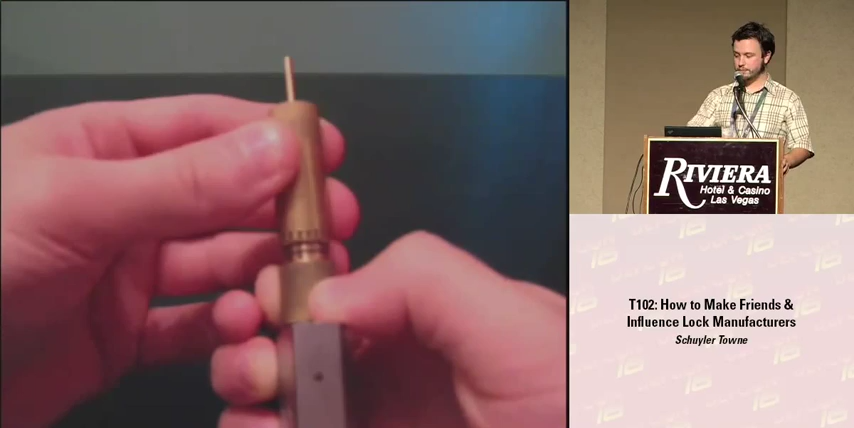 RIVIERA
Hotel & Casino
Las Vegas
T102: How to Make Friends &
Influence Lock Manufacturers
Schuyler Towne